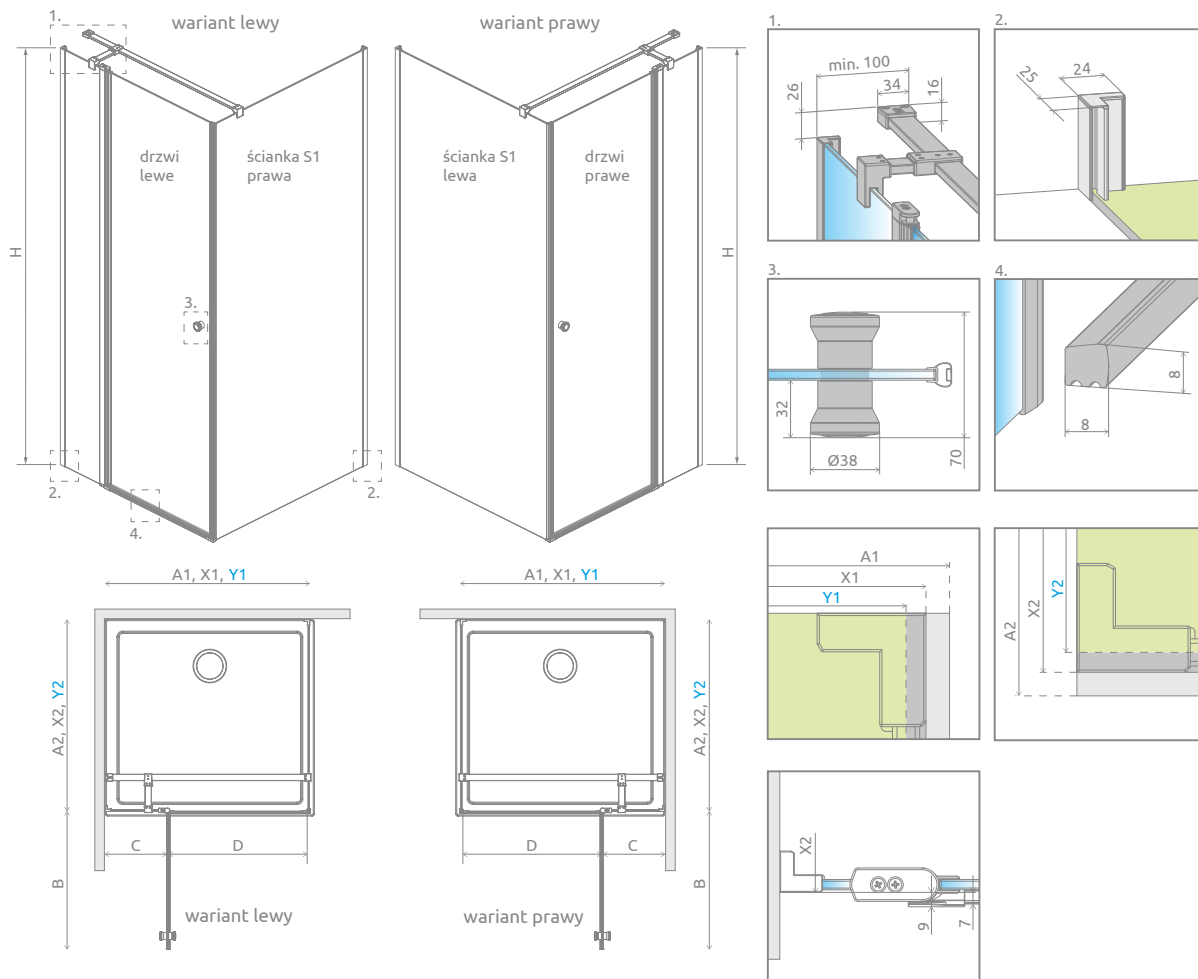 1.
wariant lewy
wariant prawy
H
drzwi
lewe
ścianka S1
prawa
3.
2.
4.
2.
ścianka S1
lewa
drzwi
prawe
H
1.
min. 100
34
26
16
2.
25
24
3.
32
Ø38
70
4.
8
8
A1, X1, Y1
A2, X2, Y2
C
D
B
wariant lewy
A1, X1, Y1
A2, X2, Y2
D
C
B
wariant prawy
A1
X1
Y1
A2
X2
Y2
X2
9
7